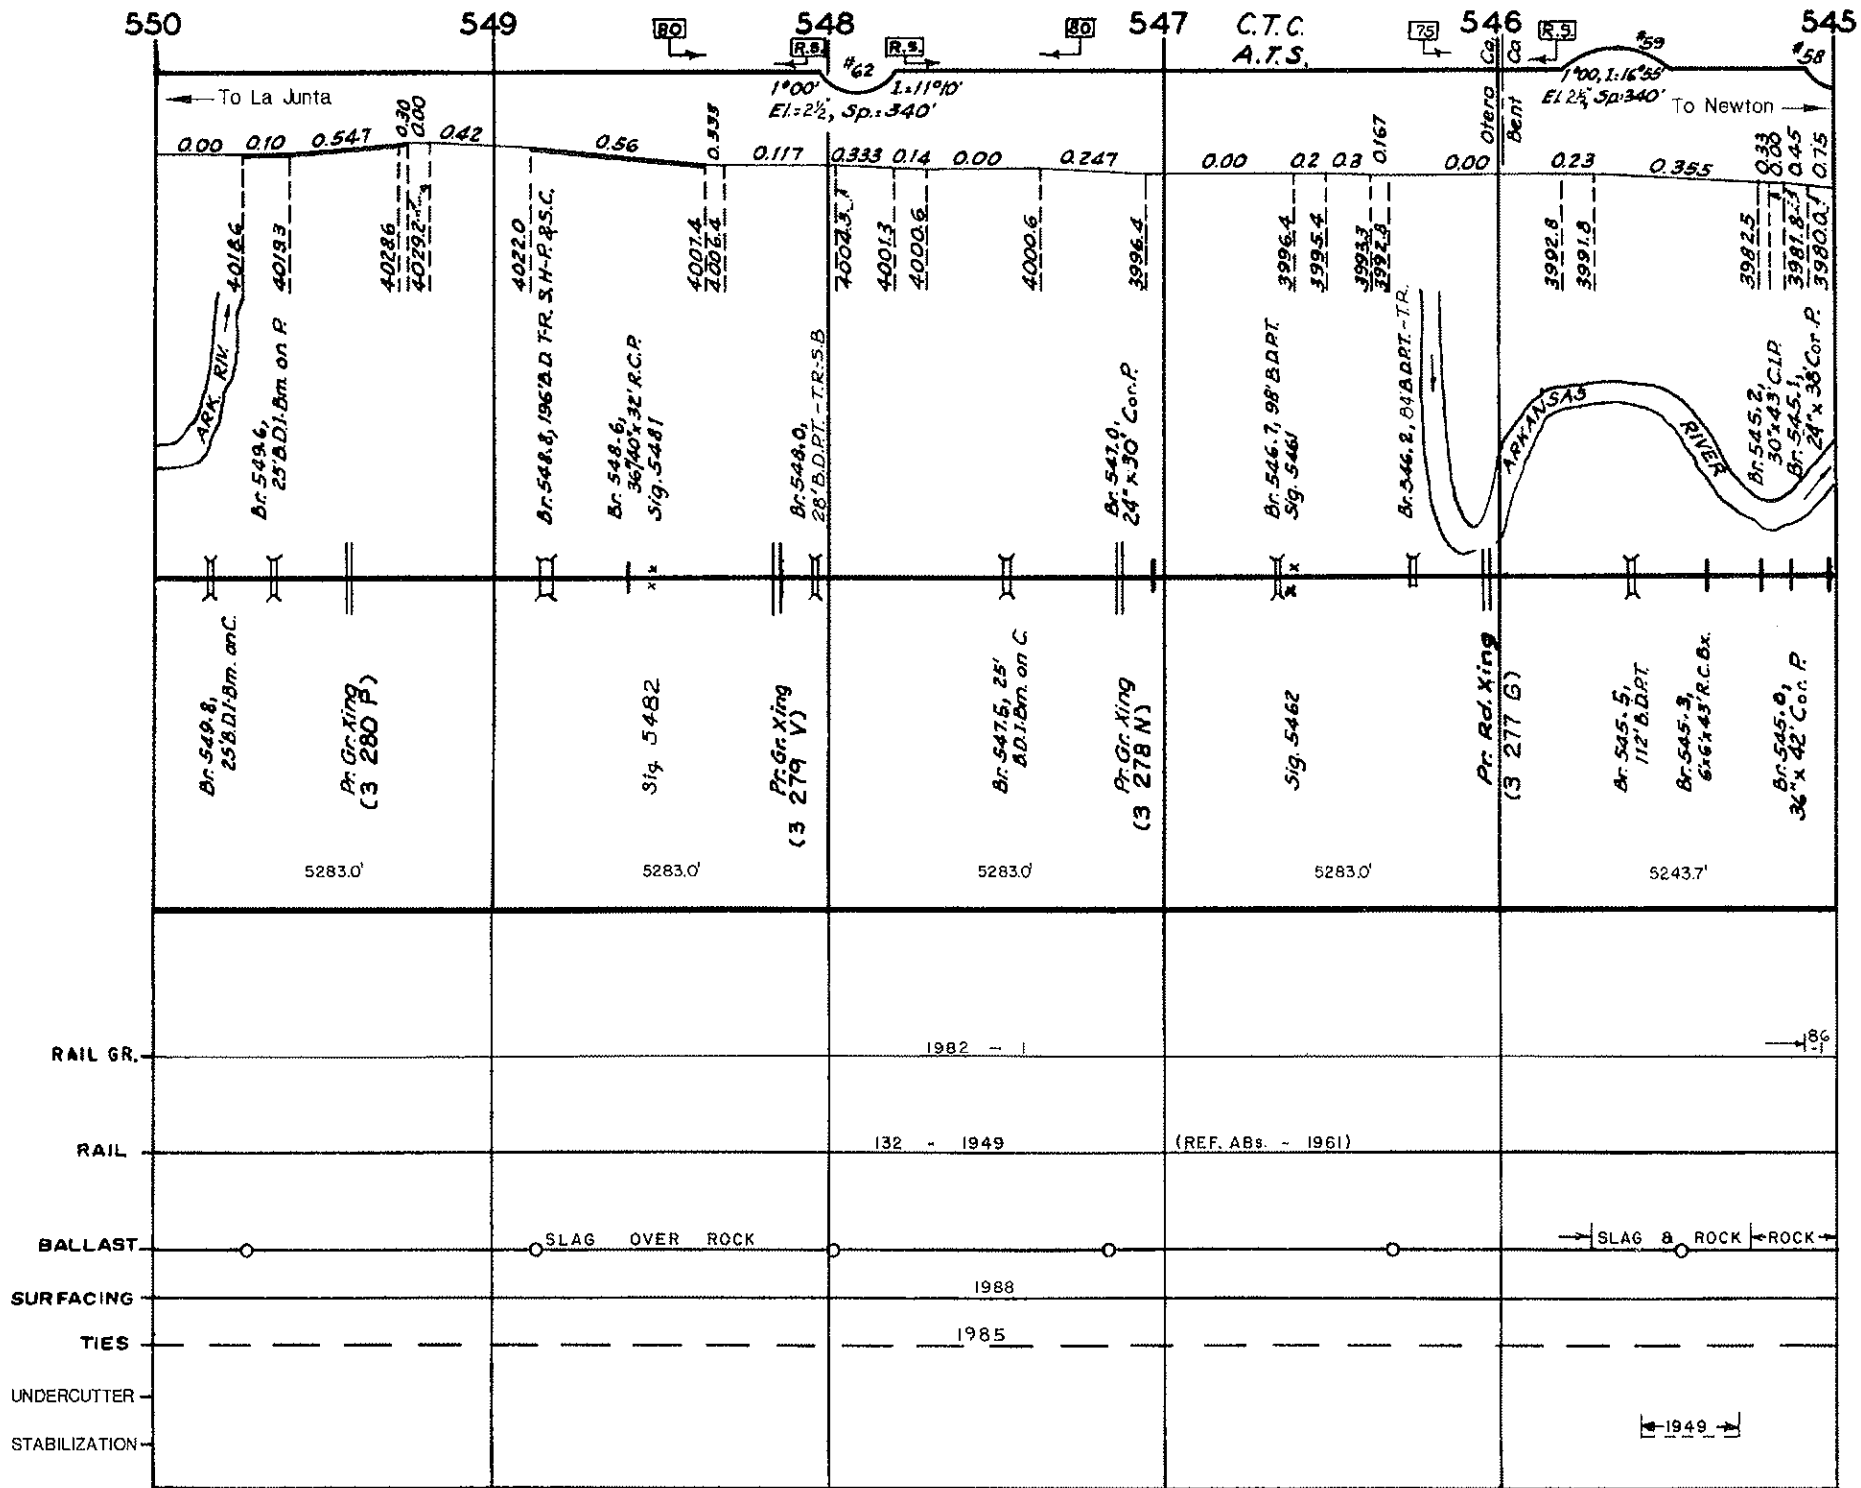 550
549
548
547
546
545
C.T.C.
A.T.S.
80
R.S.
R.S.
80
75
R.S.
Otero Co.
Bent Co
← To La Junta
#62
1°00' I=11°10'
El.=2½", Sp.=340'
#59
1°00', I=16°55'
El. 2½", Sp.=340'
#58
To Newton →
0.00
0.10
0.547
0.30
0.00
0.42
0.56
0.335
0.117
0.333
0.14
0.00
0.247
0.00
0.2
0.3
0.167
0.00
0.23
0.355
0.33
0.00
0.45
0.75
4018.6
4019.3
4028.6
4029.2
4022.0
4007.4
4006.4
4004.3
4001.3
4000.6
4000.6
3996.4
3996.4
3995.4
3993.3
3992.8
3992.8
3991.8
3982.5
3981.8
3980.0
ARK. RIV.
ARKANSAS RIVER
Br. 549.6,
25' B.D.I-Bm on P.
Br. 548.8, 196' B.D. T-R. S. H-P. & S.C.
Br. 548.6,
36"/40"x32' R.C.P.
Sig. 5481
Br. 548.0,
28' B.D.P.T. - T.R.-S.B
Br. 547.0,
24" x 30' Cor. P.
Br. 546.7, 98' B.D.P.T.
Sig. 5461
Br. 546.2, 84' B.D.P.T. - T.R.
Br. 545.2,
30" x 43' C.I.P.
Br. 545.1,
24" x 38' Cor. P.
Br. 549.8,
25' B.D.I-Bm. on C.
Pr. Gr. Xing
(3 280 P)
Sig. 5482
Pr. Gr. Xing
(3 279 V)
Br. 547.5, 25'
B.D.I-Bm. on C.
Pr. Gr. Xing
(3 278 N)
Sig. 5462
Pr. Rd. Xing
(3 277 G)
Br. 545.5,
112' B.D.P.T.
Br. 545.3,
6'x6'x43' R.C.Bx.
Br. 545.0,
36" x 42' Cor. P.
5283.0'
5283.0'
5283.0'
5283.0'
5243.7'
RAIL GR.
1982 - 1
86
-1
RAIL
132 - 1949
(REF. ABs. - 1961)
BALLAST
SLAG OVER ROCK
SLAG & ROCK
ROCK
SURFACING
1988
TIES
1985
UNDERCUTTER
STABILIZATION
1949